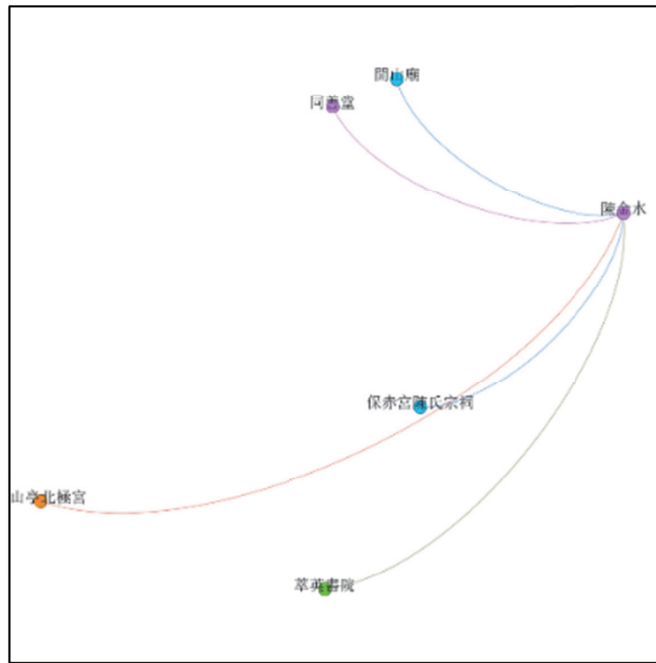 開山廟
同善堂
陳金水
保赤宮陳氏宗祠
山亭北極宮
萃英書院